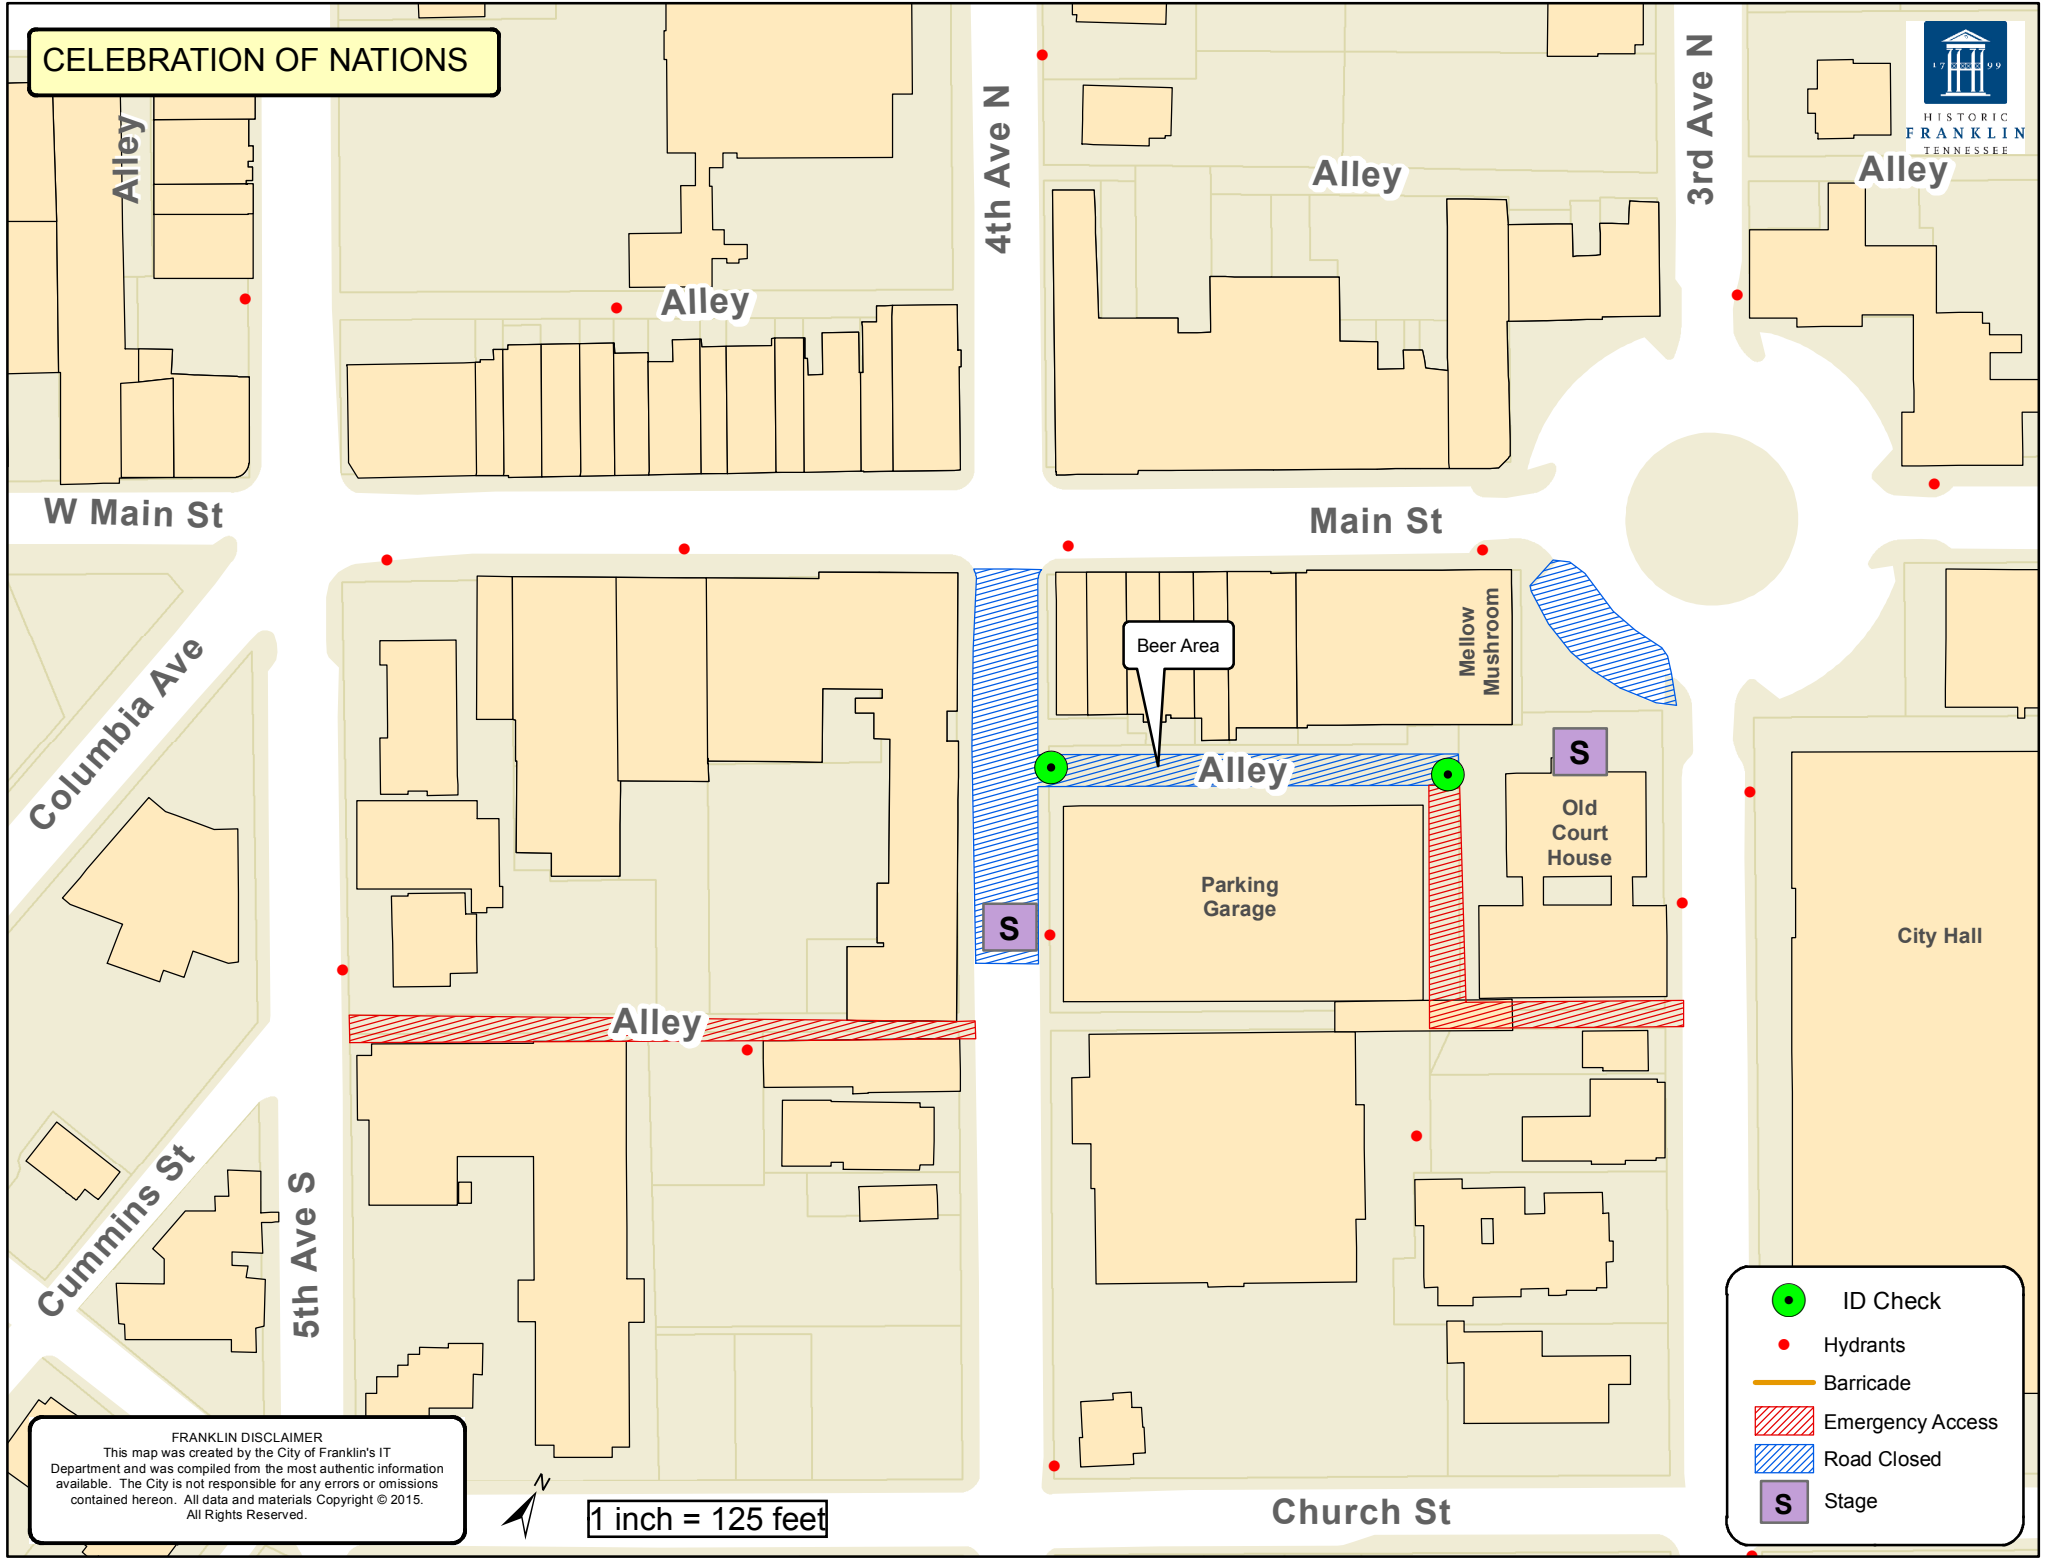 CELEBRATION OF NATIONS
17 99
HISTORIC
FRANKLIN
TENNESSEE
Alley
4th Ave N
3rd Ave N
Alley
Alley
Alley
W Main St
Main St
Columbia Ave
Mellow
Mushroom
Beer Area
Alley
S
Old
Court
House
Parking
Garage
S
City Hall
Alley
Cummins St
5th Ave S
ID Check
Hydrants
Barricade
Emergency Access
Road Closed
S Stage
FRANKLIN DISCLAIMER
This map was created by the City of Franklin's IT
Department and was compiled from the most authentic information
available. The City is not responsible for any errors or omissions
contained hereon. All data and materials Copyright © 2015.
All Rights Reserved.
N
1 inch = 125 feet
Church St